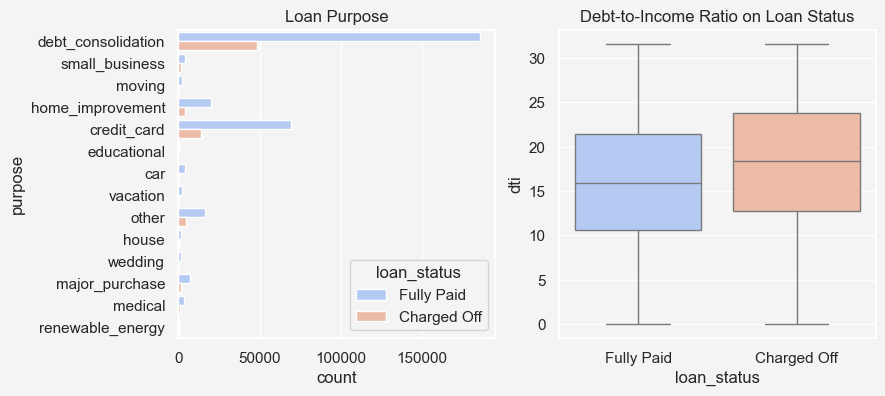 Loan Purpose
purpose
debt_consolidation
small_business
moving
home_improvement
credit_card
educational
car
vacation
other
house
wedding
major_purchase
medical
renewable_energy
loan_status
Fully Paid
Charged Off
0 50000 100000 150000
count
Debt-to-Income Ratio on Loan Status
dti
30
25
20
15
10
5
0
Fully Paid Charged Off
loan_status